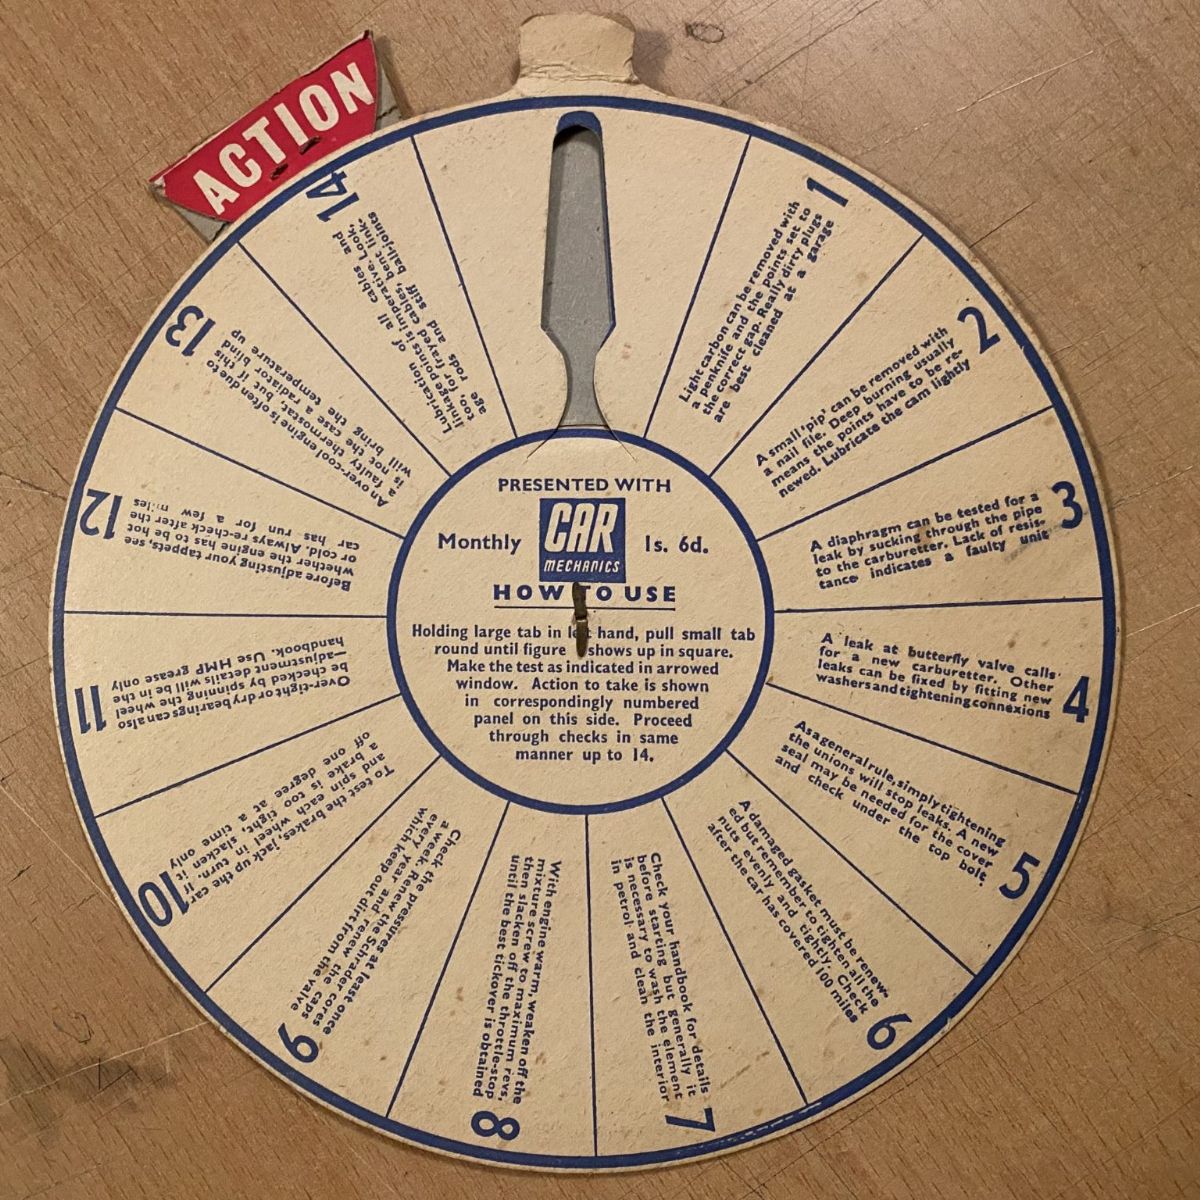 ACTION
PRESENTED WITH
Monthly
CAR
MECHANICS
1s. 6d.
HOW TO USE
Holding large tab in left hand, pull small tab
round until figure shows up in square.
Make the test as indicated in arrowed
window. Action to take is shown
in correspondingly numbered
panel on this side. Proceed
through checks in same
manner up to 14.
1
Light carbon can be removed with
a penknife and the points set to
the correct gap. Really dirty plugs
are best cleaned at a garage
2
A small 'pip' can be removed with
a nail file. Deep burning usually
means the points have to be re-
newed. Lubricate the cam lightly
3
A diaphragm can be tested for a
leak by sucking through the pipe
to the carburetter. Lack of resis-
tance indicates a faulty unit
4
A leak at butterfly valve calls
for a new carburetter. Other
leaks can be fixed by fitting new
washers and tightening connexions
5
As a general rule, simply tightening
the unions will stop leaks. A new
seal may be needed for the cover
and check under the top bolt
6
A damaged gasket must be renew-
ed but remember to tighten all the
nuts evenly and tightly. Check
after the car has covered 100 miles
7
Check your handbook for details
before starting but generally it
is necessary to wash the element
in petrol and clean the interior
8
With engine warm, weaken off the
mixture screw to maximum revs,
then slacken off the throttle-stop
until the best tickover is obtained
9
Check the pressures at least once
a week. Renew the Schrader cores
every year and renew the caps
which keep out dirt from the valve
10
To test the brakes, jack up the car
and spin each wheel in turn. If
a brake is too tight, slacken it
off one degree at a time only
11
Over-tight or dry bearings can also
be checked by spinning the wheel
—adjustment details will be in the
handbook. Use HMP grease only
12
Before adjusting your tappets, see
whether the engine has to be hot
or cold. Always re-check after the
car has run for a few miles
13
An over-cool engine is often due to
a faulty thermostat, but if this
is not the case a radiator blind
will bring the temperature up
14
Lubrication of all cables and
linkage points is imperative. Look,
too, for frayed cables, bent link-
age rods and stiff ball-joints